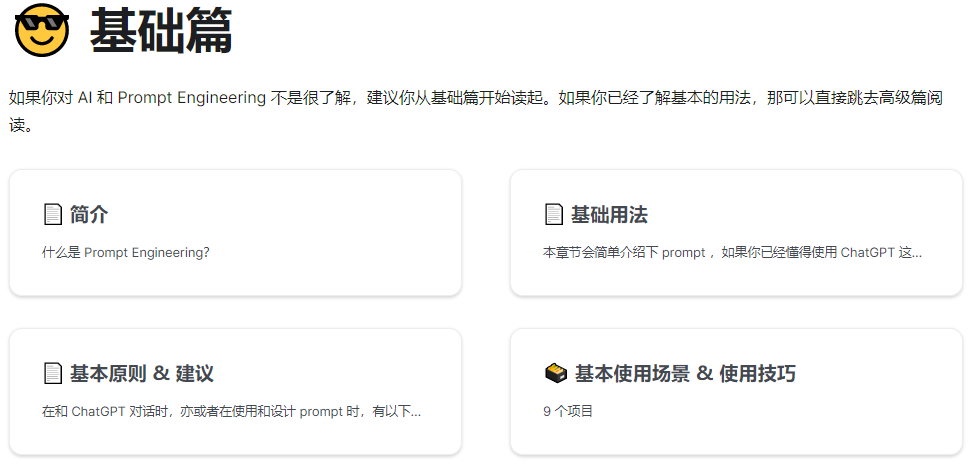 😎 基础篇
如果你对 AI 和 Prompt Engineering 不是很了解，建议你从基础篇开始读起。如果你已经了解基本的用法，那可以直接跳去高级篇阅
读。
📄 简介
什么是 Prompt Engineering?
📄 基础用法
本章节会简单介绍下 prompt ，如果你已经懂得使用 ChatGPT 这...
📄 基本原则 & 建议
在和 ChatGPT 对话时，亦或者在使用和设计 prompt 时，有以下...
🗃️ 基本使用场景 & 使用技巧
9 个项目